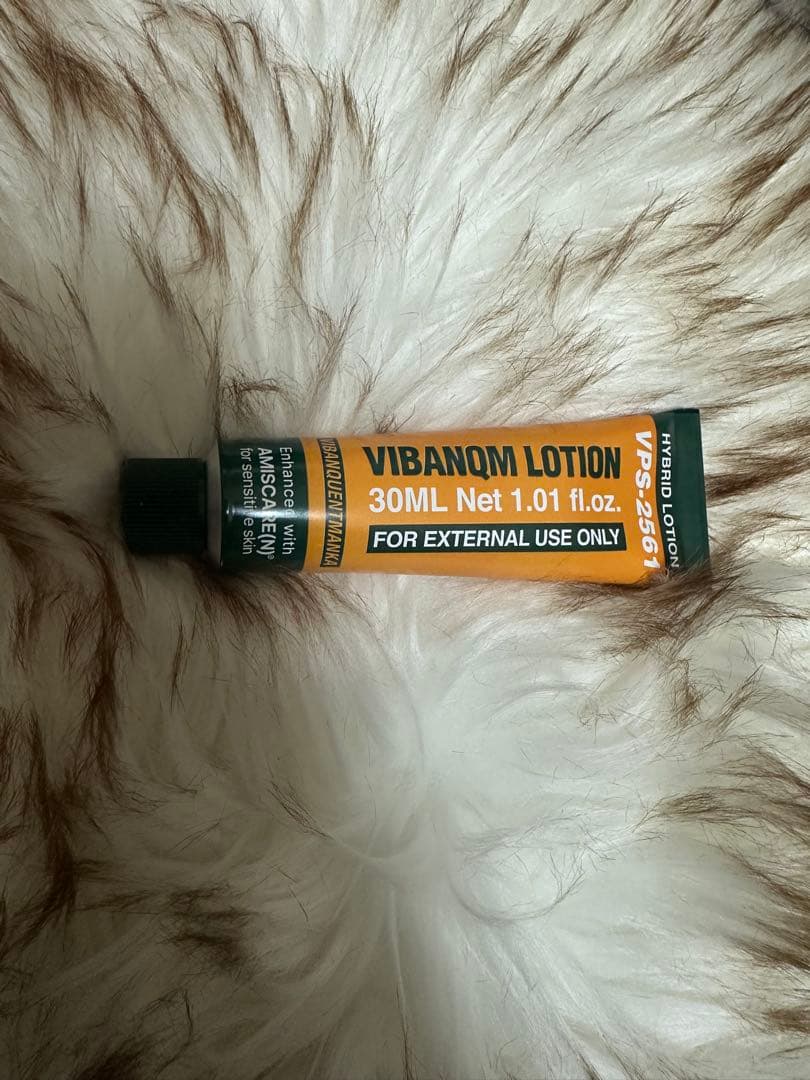 Enhanced with
AMISCARE(N)®
for sensitive skin
VIBANQUENTMANKA
VIBANQM LOTION
30ML Net 1.01 fl.oz.
FOR EXTERNAL USE ONLY
VPS-2561
HYBRID LOTION